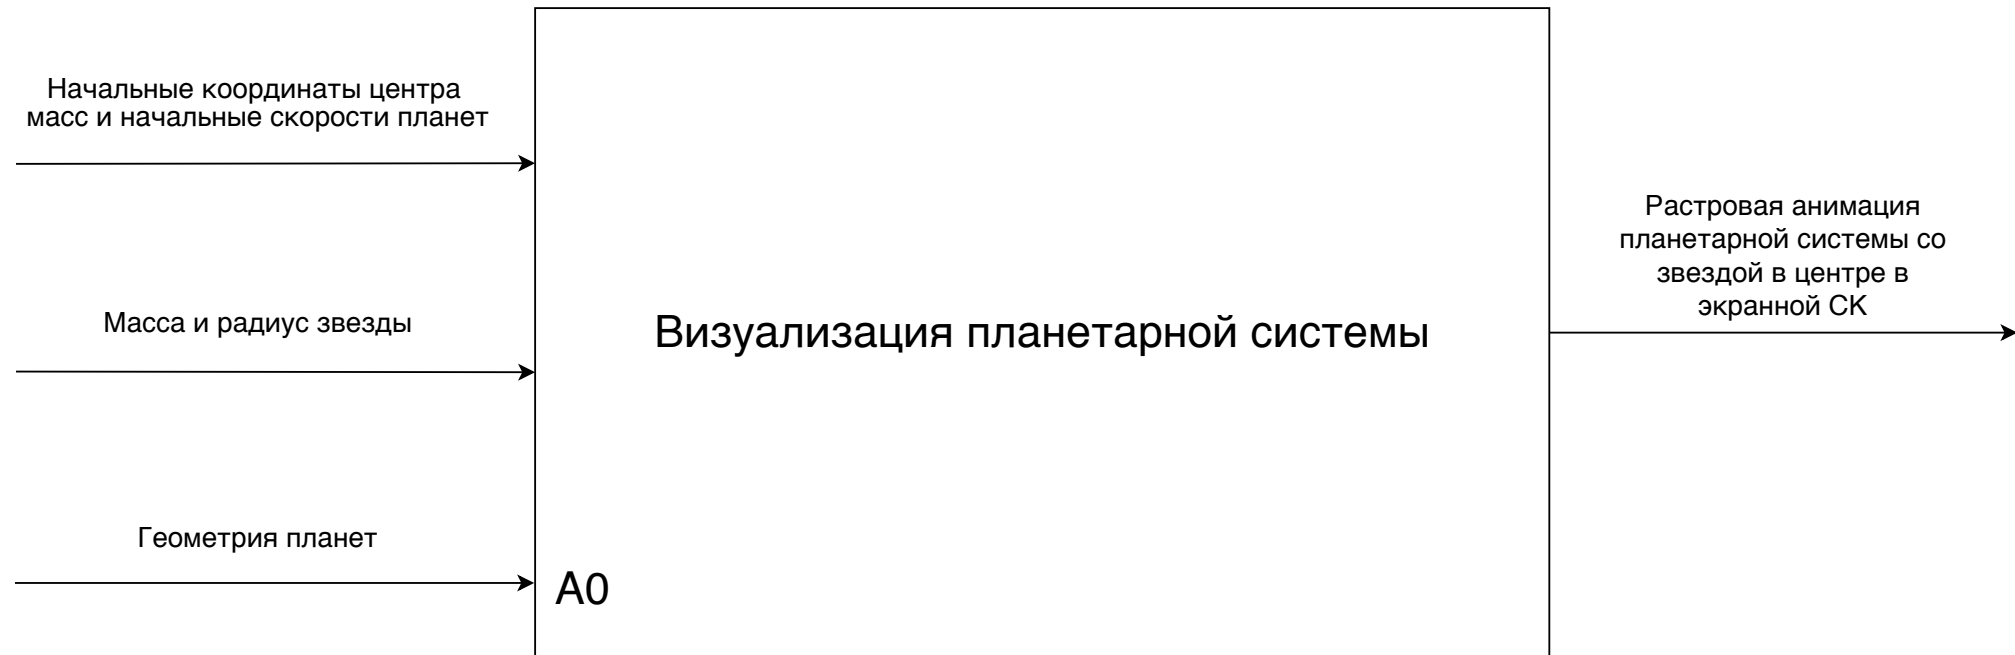 Начальные координаты центра
масс и начальные скорости планет
Масса и радиус звезды
Геометрия планет
Визуализация планетарной системы
А0
Растровая анимация
планетарной системы со
звездой в центре в
экранной СК